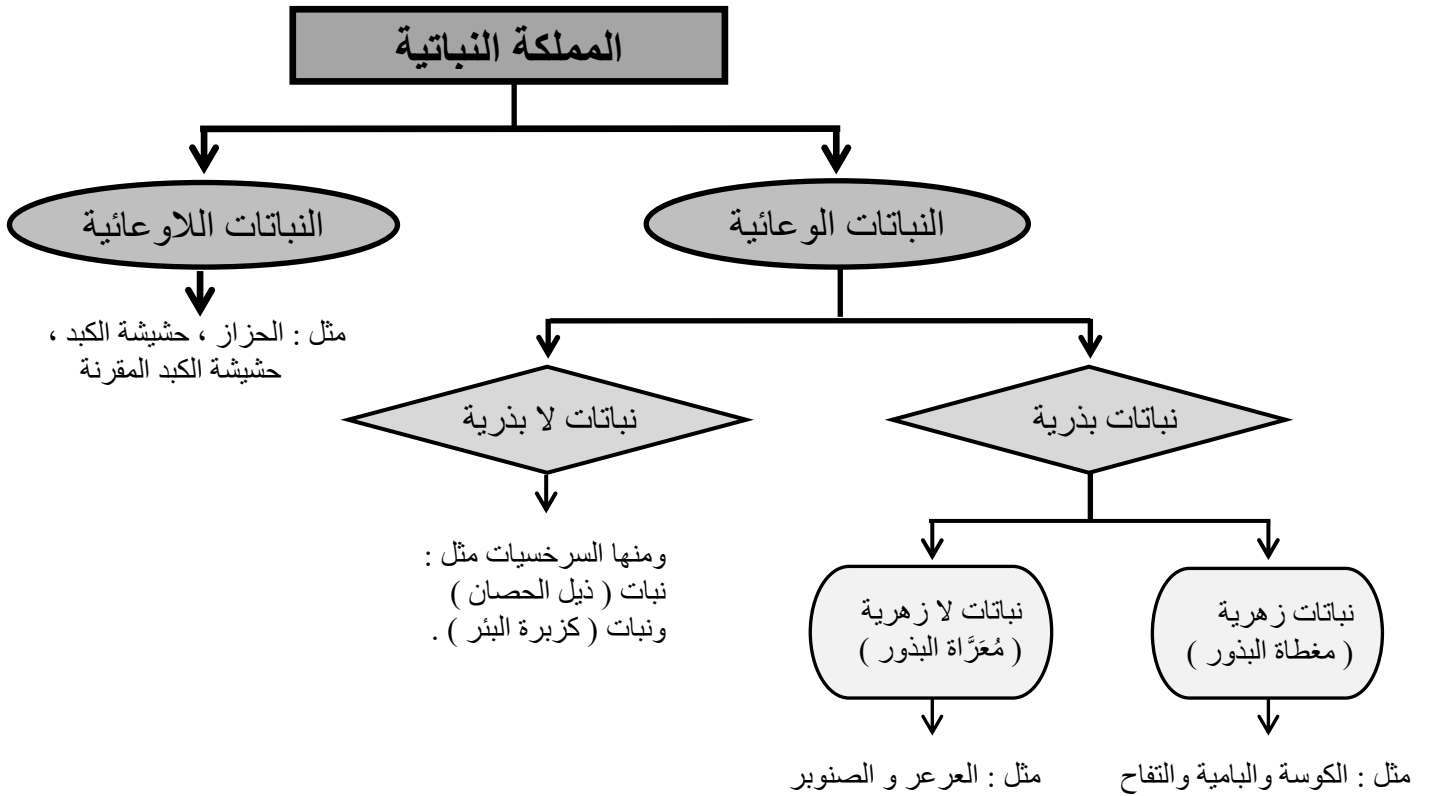 المملكة النباتية
النباتات الوعائية
النباتات اللاوعائية
مثل : الحزاز ، حشيشة الكبد ،
حشيشة الكبد المقرنة
نباتات بذرية
نباتات لا بذرية
ومنها السرخسيات مثل :
نبات ( ذيل الحصان )
ونبات ( كزبرة البئر ) .
نباتات زهرية
( مغطاة البذور )
نباتات لا زهرية
( مُعَرَّاة البذور )
مثل : الكوسة والبامية والتفاح
مثل : العرعر و الصنوبر